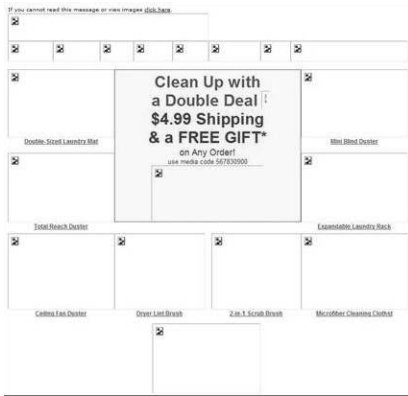 If you cannot read this message or view images click here.
Clean Up with
a Double Deal
$4.99 Shipping
& a FREE GIFT*
on Any Order!
use media code 567830900
Double-Sized Laundry Mat
Mini Blind Duster
Total Reach Duster
Expandable Laundry Rack
Ceiling Fan Duster
Dryer Lint Brush
2-in-1 Scrub Brush
Microfiber Cleaning Cloths